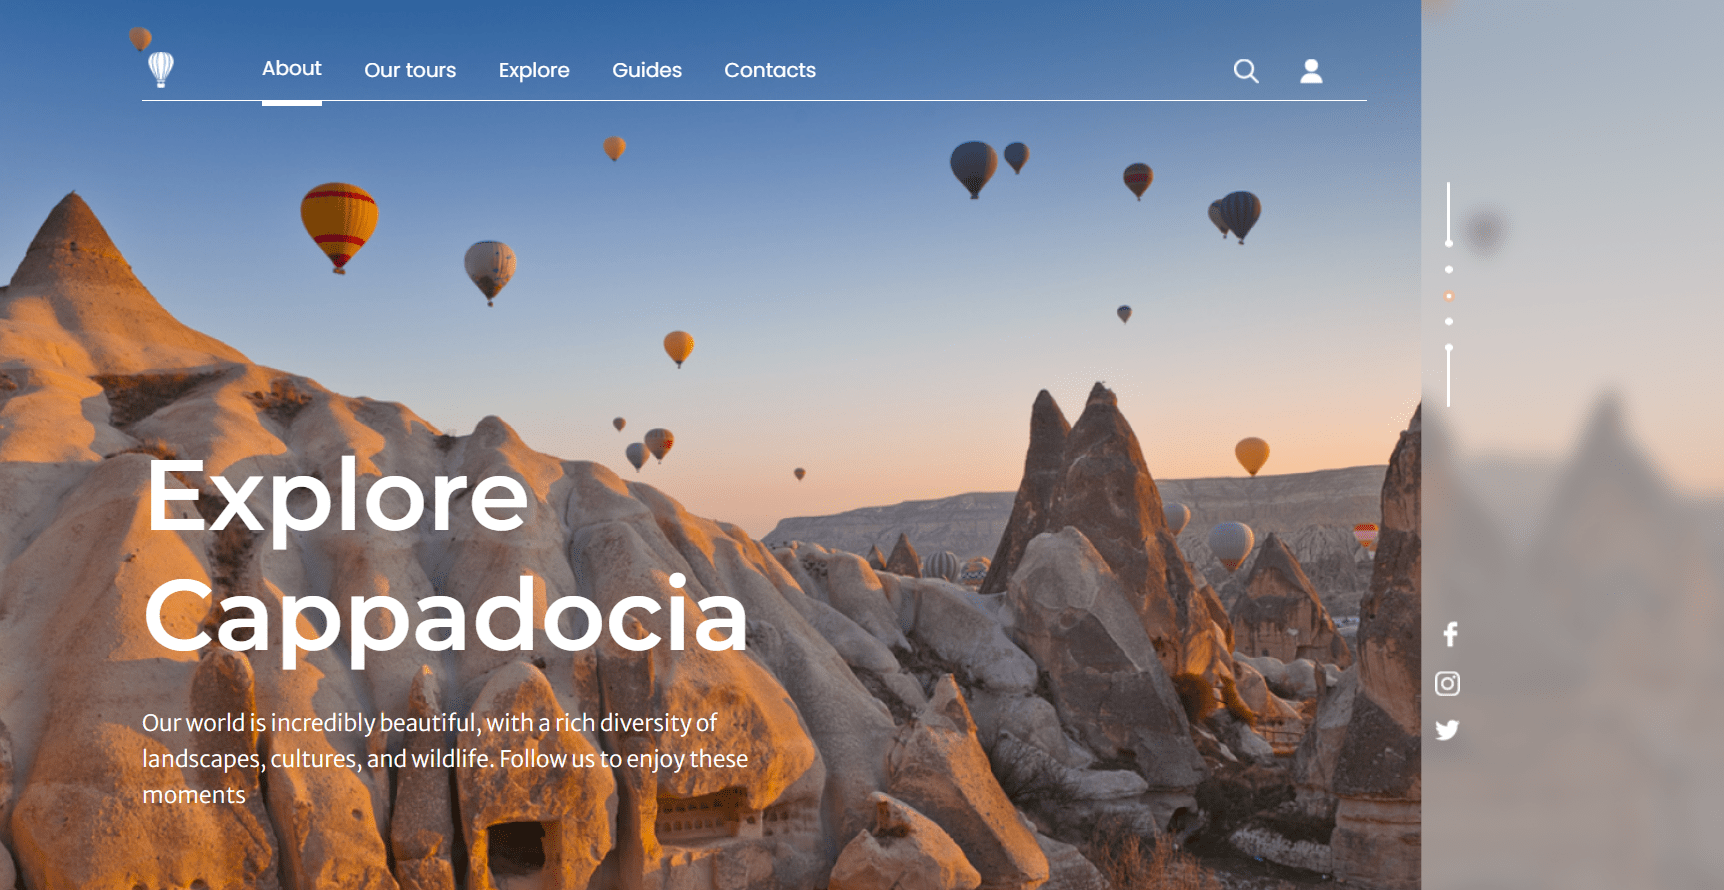 About
Our tours
Explore
Guides
Contacts
Explore
Cappadocia
Our world is incredibly beautiful, with a rich diversity of
landscapes, cultures, and wildlife. Follow us to enjoy these
moments